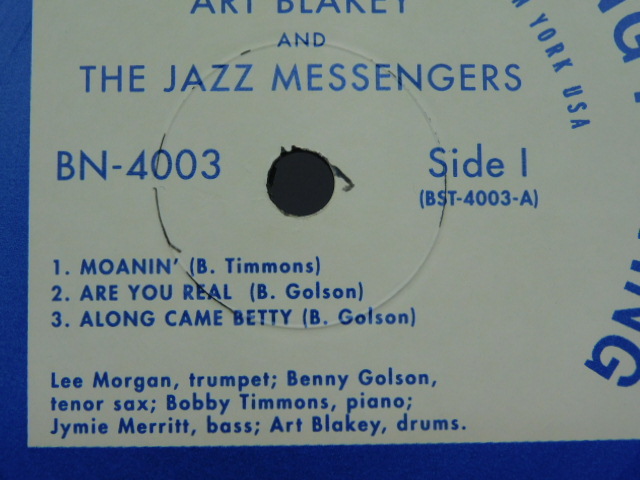 ART BLAKEY
AND
THE JAZZ MESSENGERS
YORK USA
BN-4003
Side I
(BST-4003-A)
1. MOANIN' (B. Timmons)
2. ARE YOU REAL (B. Golson)
3. ALONG CAME BETTY (B. Golson)
Lee Morgan, trumpet; Benny Golson,
tenor sax; Bobby Timmons, piano;
Jymie Merritt, bass; Art Blakey, drums.